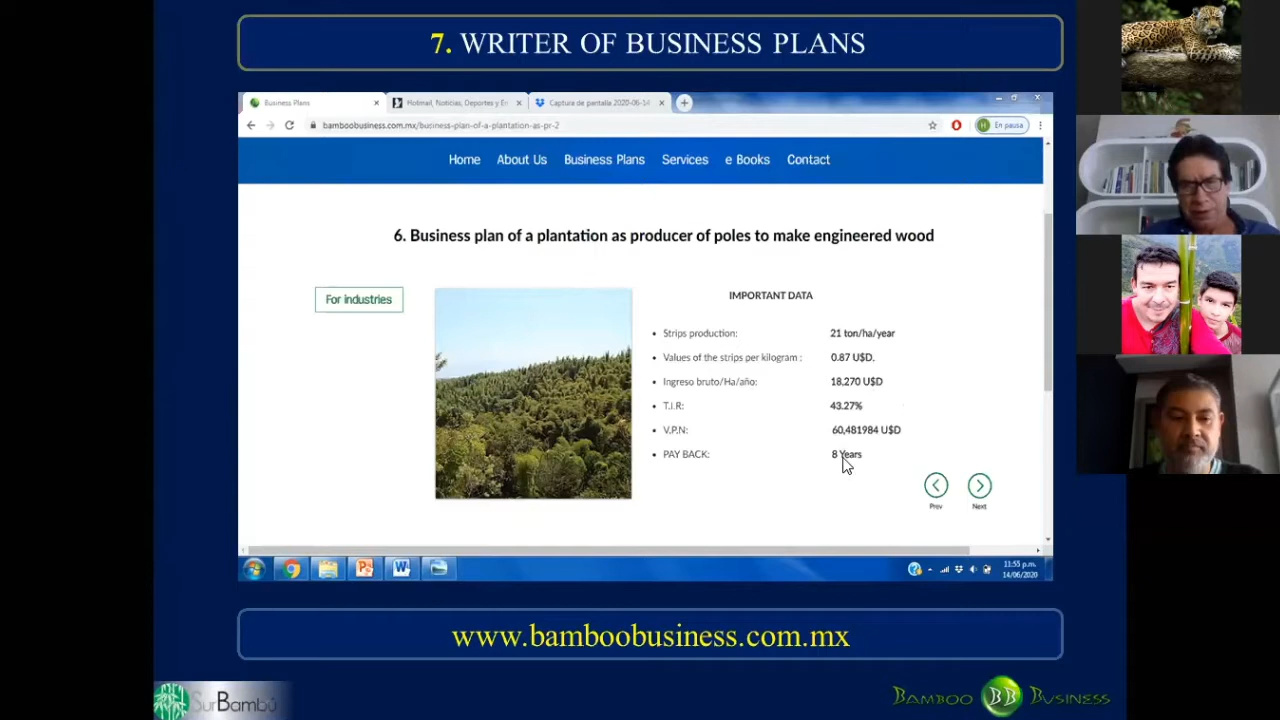 7. WRITER OF BUSINESS PLANS
Business Plans
Hotmail, Noticias, Deportes y En
Captura de pantalla 2020-06-14
bamboobusiness.com.mx/business-plan-of-a-plantation-as-pr-2
En pausa
Home About Us Business Plans Services e Books Contact
6. Business plan of a plantation as producer of poles to make engineered wood
For industries
IMPORTANT DATA
• Strips production: 21 ton/ha/year
• Values of the strips per kilogram : 0.87 U$D.
• Ingreso bruto/Ha/año: 18,270 U$D
• T.I.R: 43.27%
• V.P.N: 60,481984 U$D
• PAY BACK: 8 Years
Prev Next
11:55 p.m.
14/06/2020
www.bamboobusiness.com.mx
SurBambú
BAMBOO BB BUSINESS